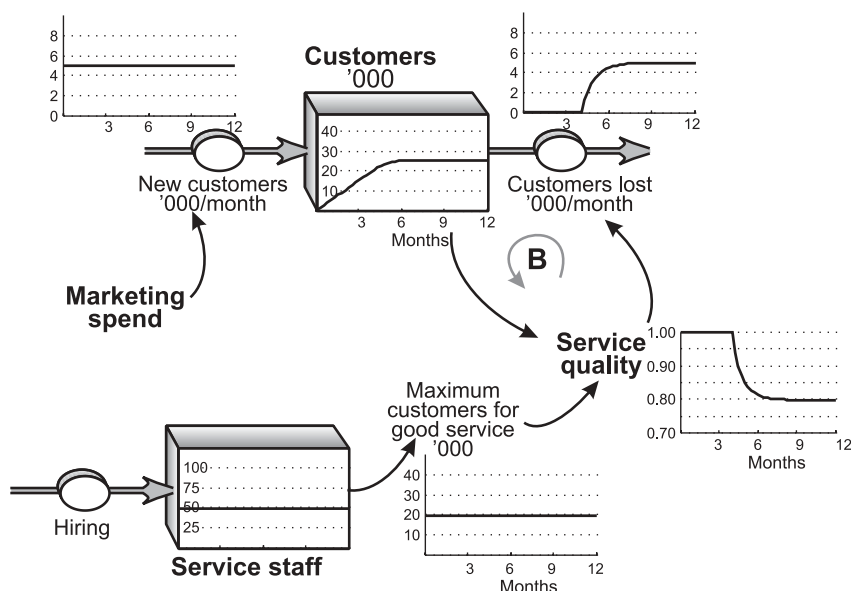 8
6
4
2
0
3 6 9 12
New customers
’000/month
Customers
’000
40
30
20
10
3 6 9 12
Months
8
6
4
2
0
3 6 9 12
Customers lost
’000/month
B
Marketing
spend
Service
quality
1.00
0.90
0.80
0.70
3 6 9 12
Months
Maximum
customers for
good service
’000
40
30
20
10
3 6 9 12
Months
Hiring
100
75
50
25
Service staff